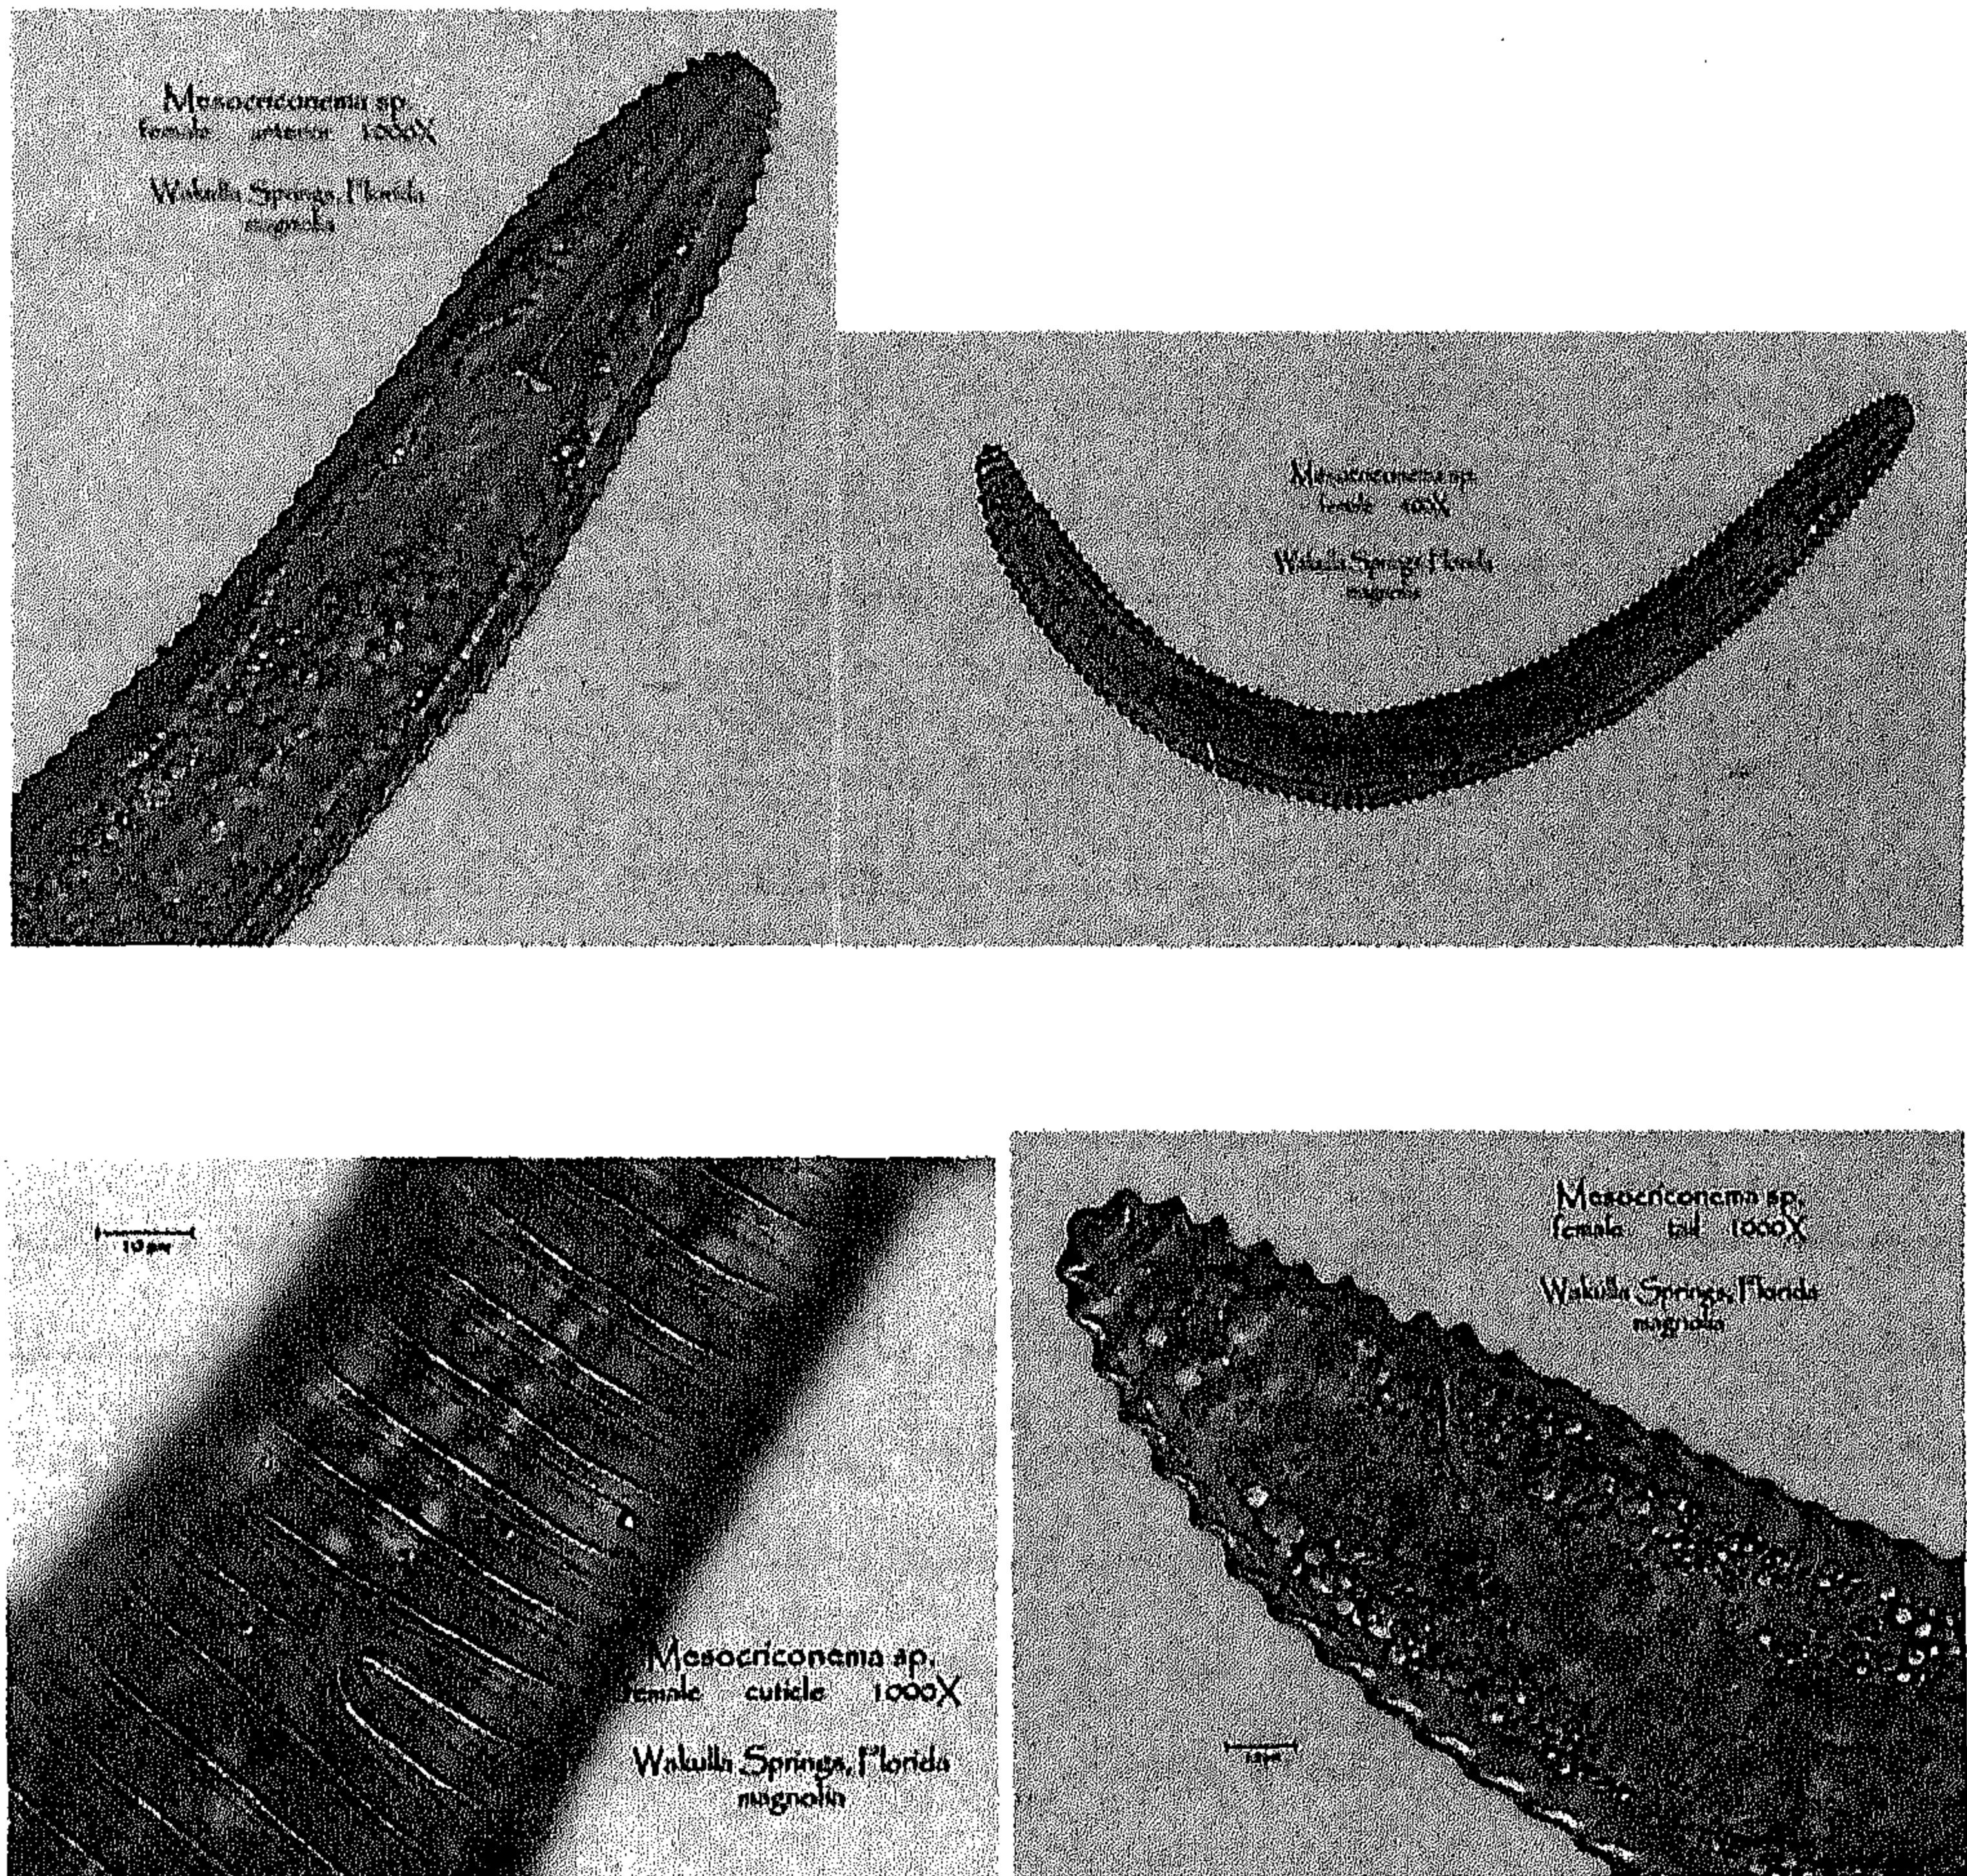 Mesocriconema sp.
female anterior 1000X
Wakulla Springs, Florida
magnolia
Mesocriconema sp.
female 400X
Wakulla Springs, Florida
magnolia
10 µm
Mesocriconema sp.
female cuticle 1000X
Wakulla Springs, Florida
magnolia
Mesocriconema sp.
female tail 1000X
Wakulla Springs, Florida
magnolia